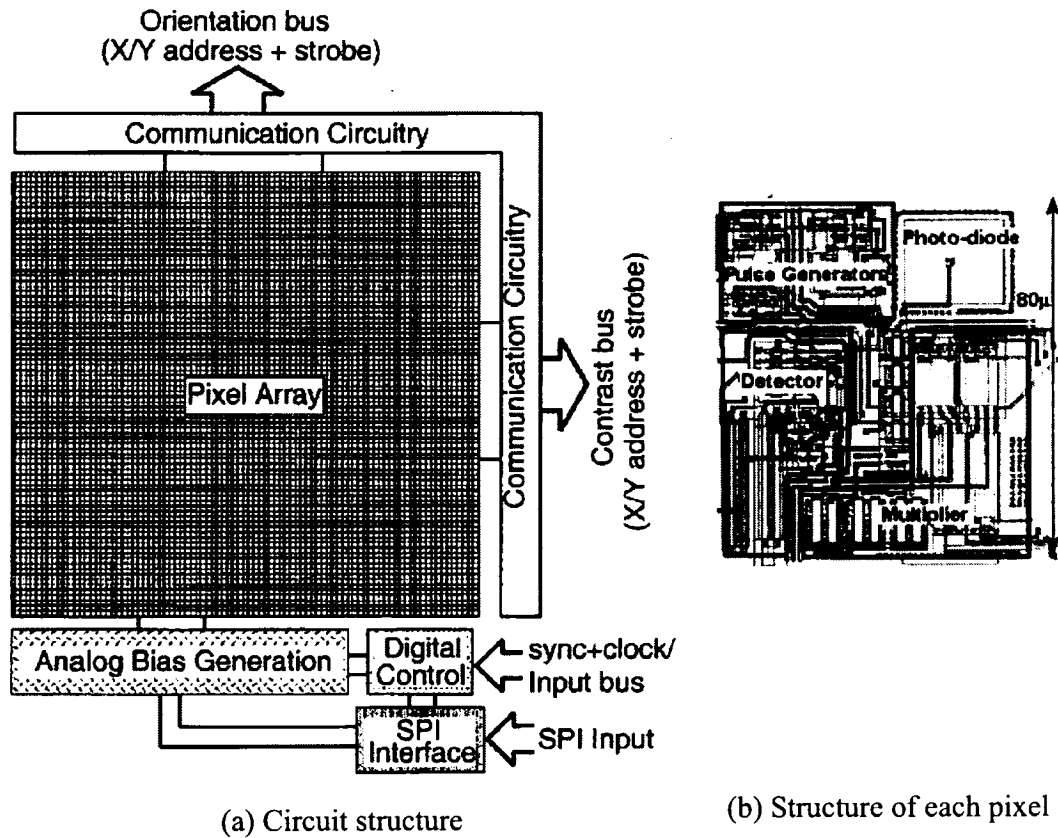 Orientation bus
(X/Y address + strobe)
Communication Circuitry
Communication Circuitry
Pixel Array
Contrast bus
(X/Y address + strobe)
Analog Bias Generation
Digital
Control
sync+clock/
Input bus
SPI
Interface
SPI Input
(a) Circuit structure
Pulse Generators
Photo-diode
80μ
Detector
Multiplier
(b) Structure of each pixel